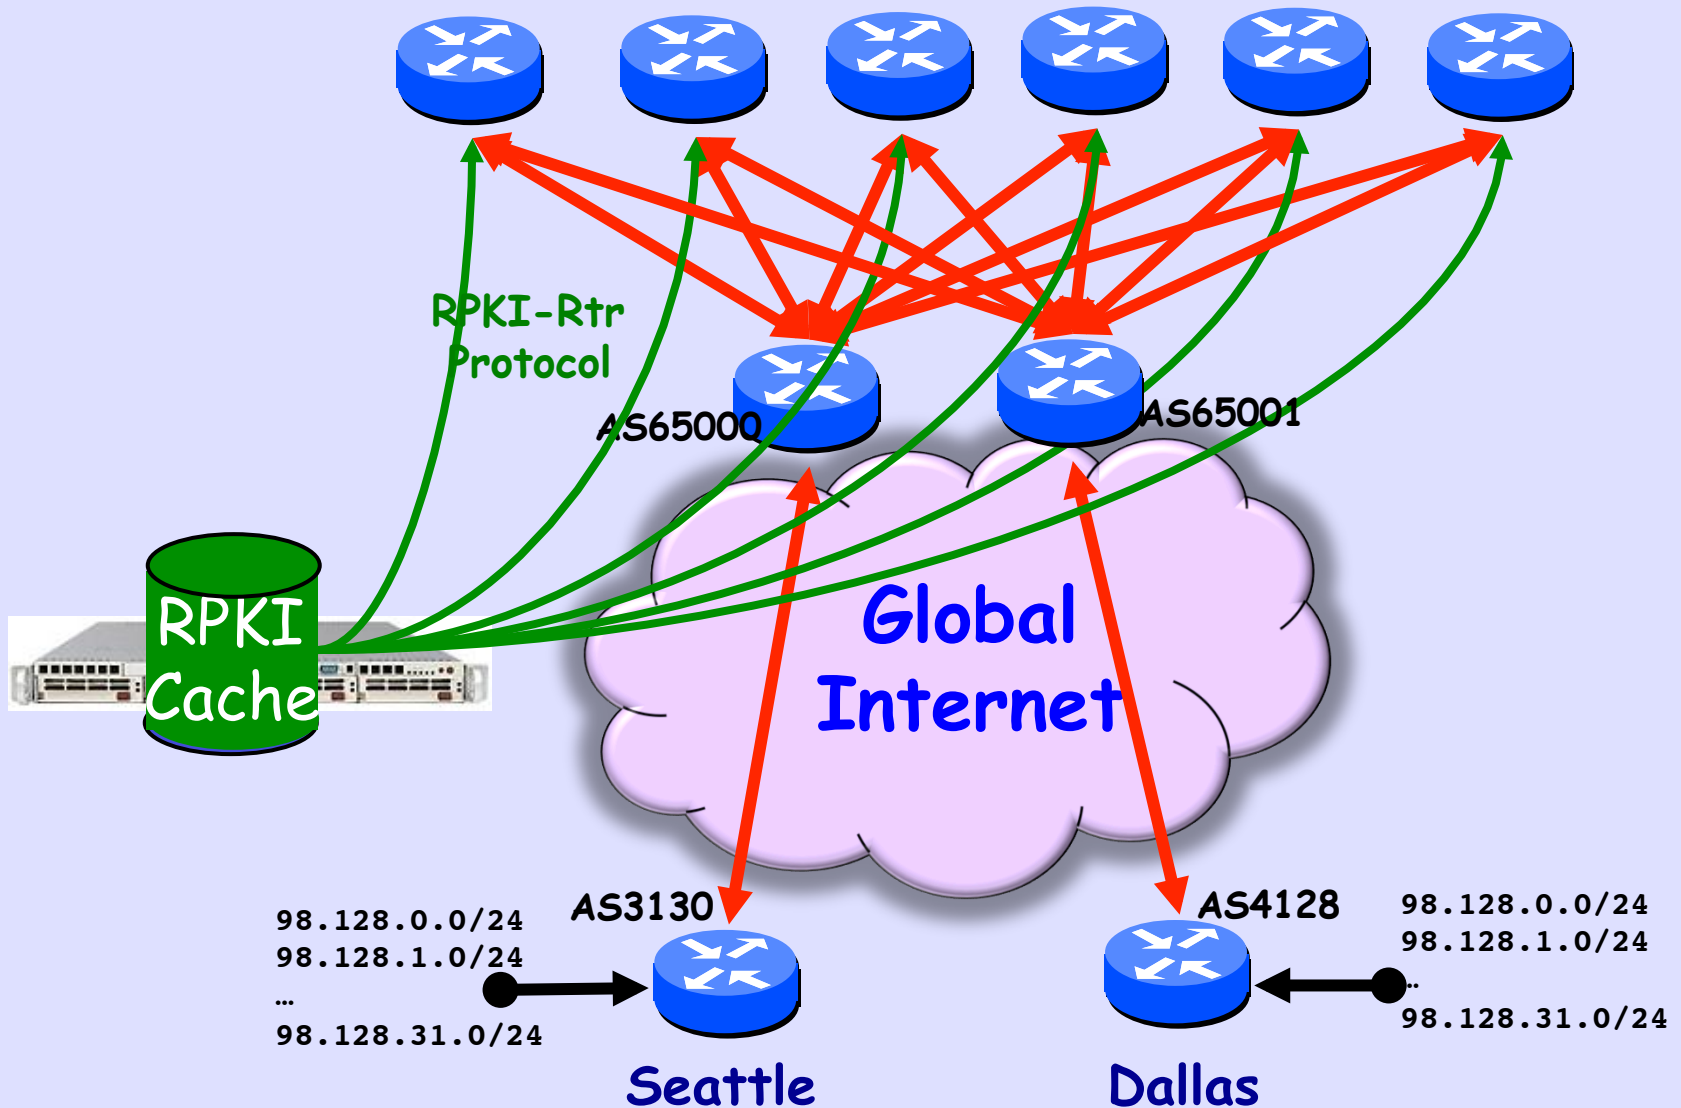 RPKI-Rtr
Protocol
AS65000
AS65001
RPKI
Cache
Global
Internet
AS3130
AS4128
98.128.0.0/24
98.128.1.0/24
…
98.128.31.0/24
98.128.0.0/24
98.128.1.0/24
…
98.128.31.0/24
Seattle
Dallas